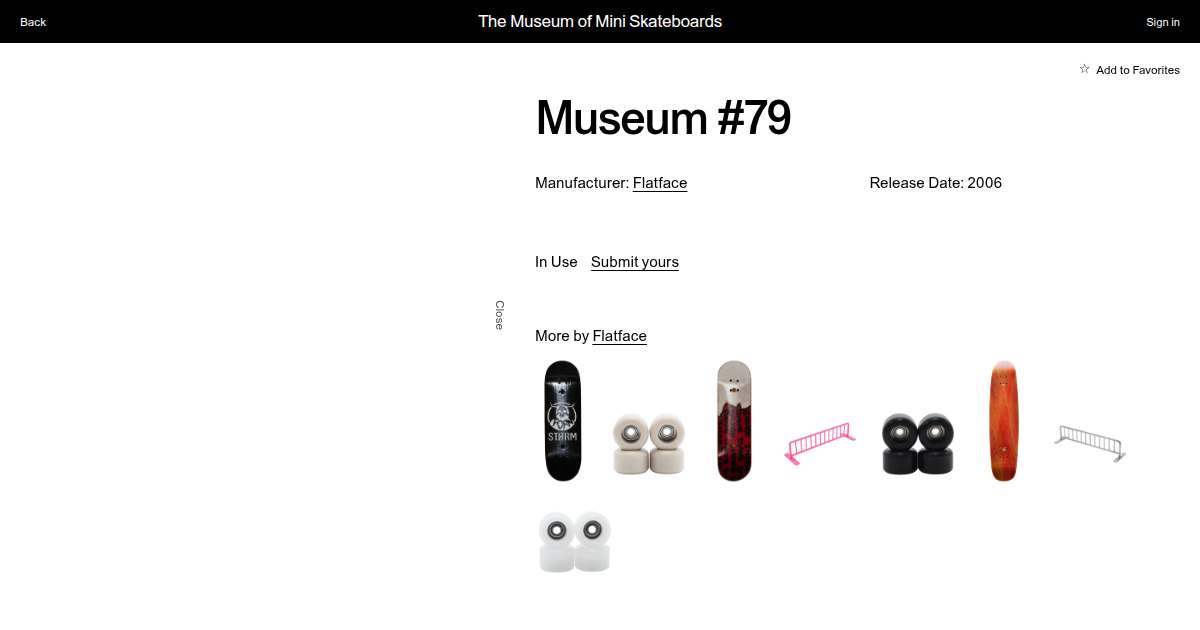 Back
The Museum of Mini Skateboards
Sign in
☆ Add to Favorites
Museum #79
Manufacturer: Flatface
Release Date: 2006
In Use Submit yours
Close
More by Flatface